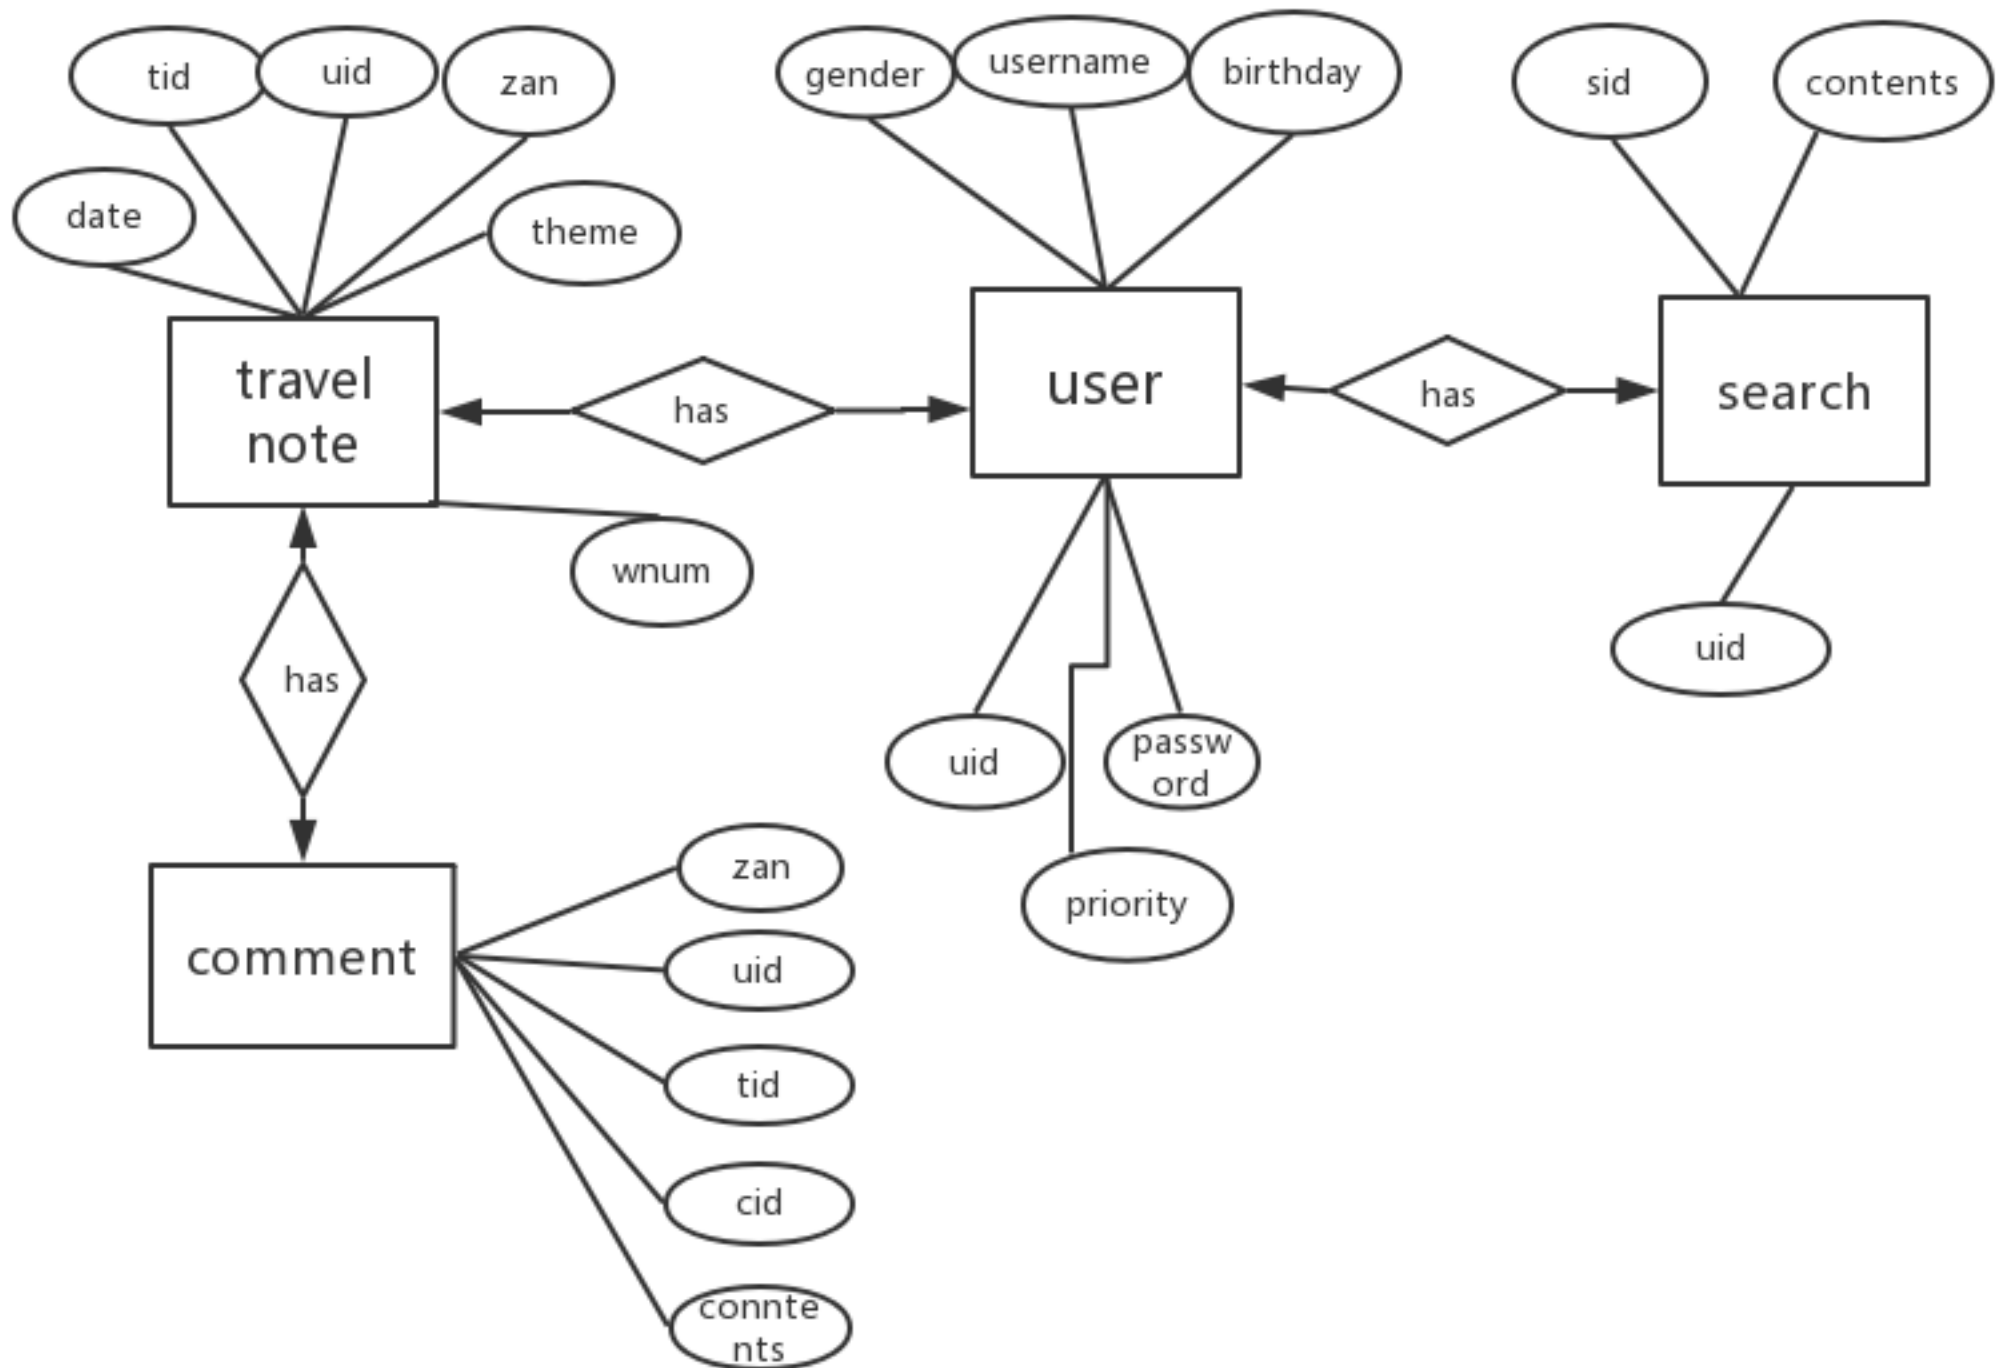 tid
uid
zan
date
theme
gender
username
birthday
sid
contents
travel
note
has
user
has
search
wnum
has
uid
uid
passw
ord
priority
comment
zan
uid
tid
cid
connte
nts